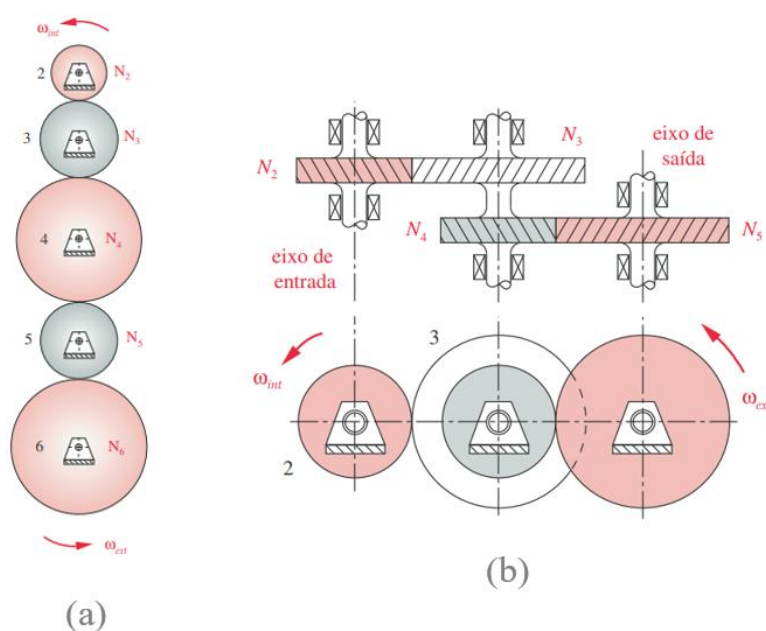 ω_int
2 N₂
3 N₃
4 N₄
5 N₅
6 N₆
ω_ext
(a)
N₂
N₃
eixo de
saída
N₄
N₅
eixo de
entrada
3
ω_int
ω_ex
2
(b)